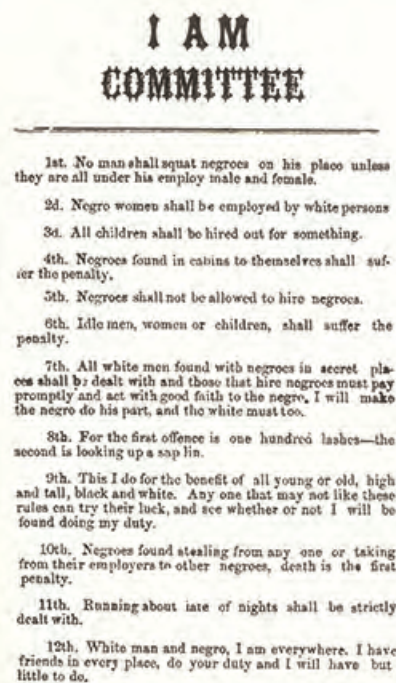 I AM
COMMITTEE
1st. No man shall squat negroes on his place unless
they are all under his employ male and female.
2d. Negro women shall be employed by white persons
3d. All children shall be hired out for something.
4th. Negroes found in cabins to themselves shall suf-
fer the penalty.
5th. Negroes shall not be allowed to hire negroes.
6th. Idle men, women or children, shall suffer the
penalty.
7th. All white men found with negroes in secret pla-
ces shall be dealt with and those that hire negroes must pay
promptly and act with good faith to the negro. I will make
the negro do his part, and the white must too.
8th. For the first offence is one hundred lashes—the
second is looking up a sap lin.
9th. This I do for the benefit of all young or old, high
and tall, black and white. Any one that may not like these
rules can try their luck, and see whether or not I will be
found doing my duty.
10th. Negroes found stealing from any one or taking
from their employers to other negroes, death is the first
penalty.
11th. Running about late of nights shall be strictly
dealt with.
12th. White man and negro, I am everywhere. I have
friends in every place, do your duty and I will have but
little to do.